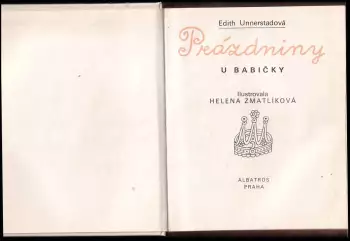 Edith Unnerstadová
Prázdniny
U BABIČKY
Ilustrovala
HELENA ZMATLÍKOVÁ
ALBATROS
PRAHA